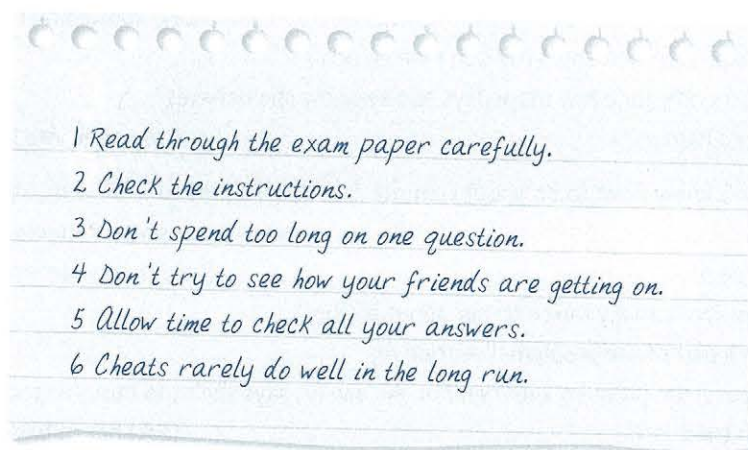 1 Read through the exam paper carefully.
2 Check the instructions.
3 Don't spend too long on one question.
4 Don't try to see how your friends are getting on.
5 Allow time to check all your answers.
6 Cheats rarely do well in the long run.